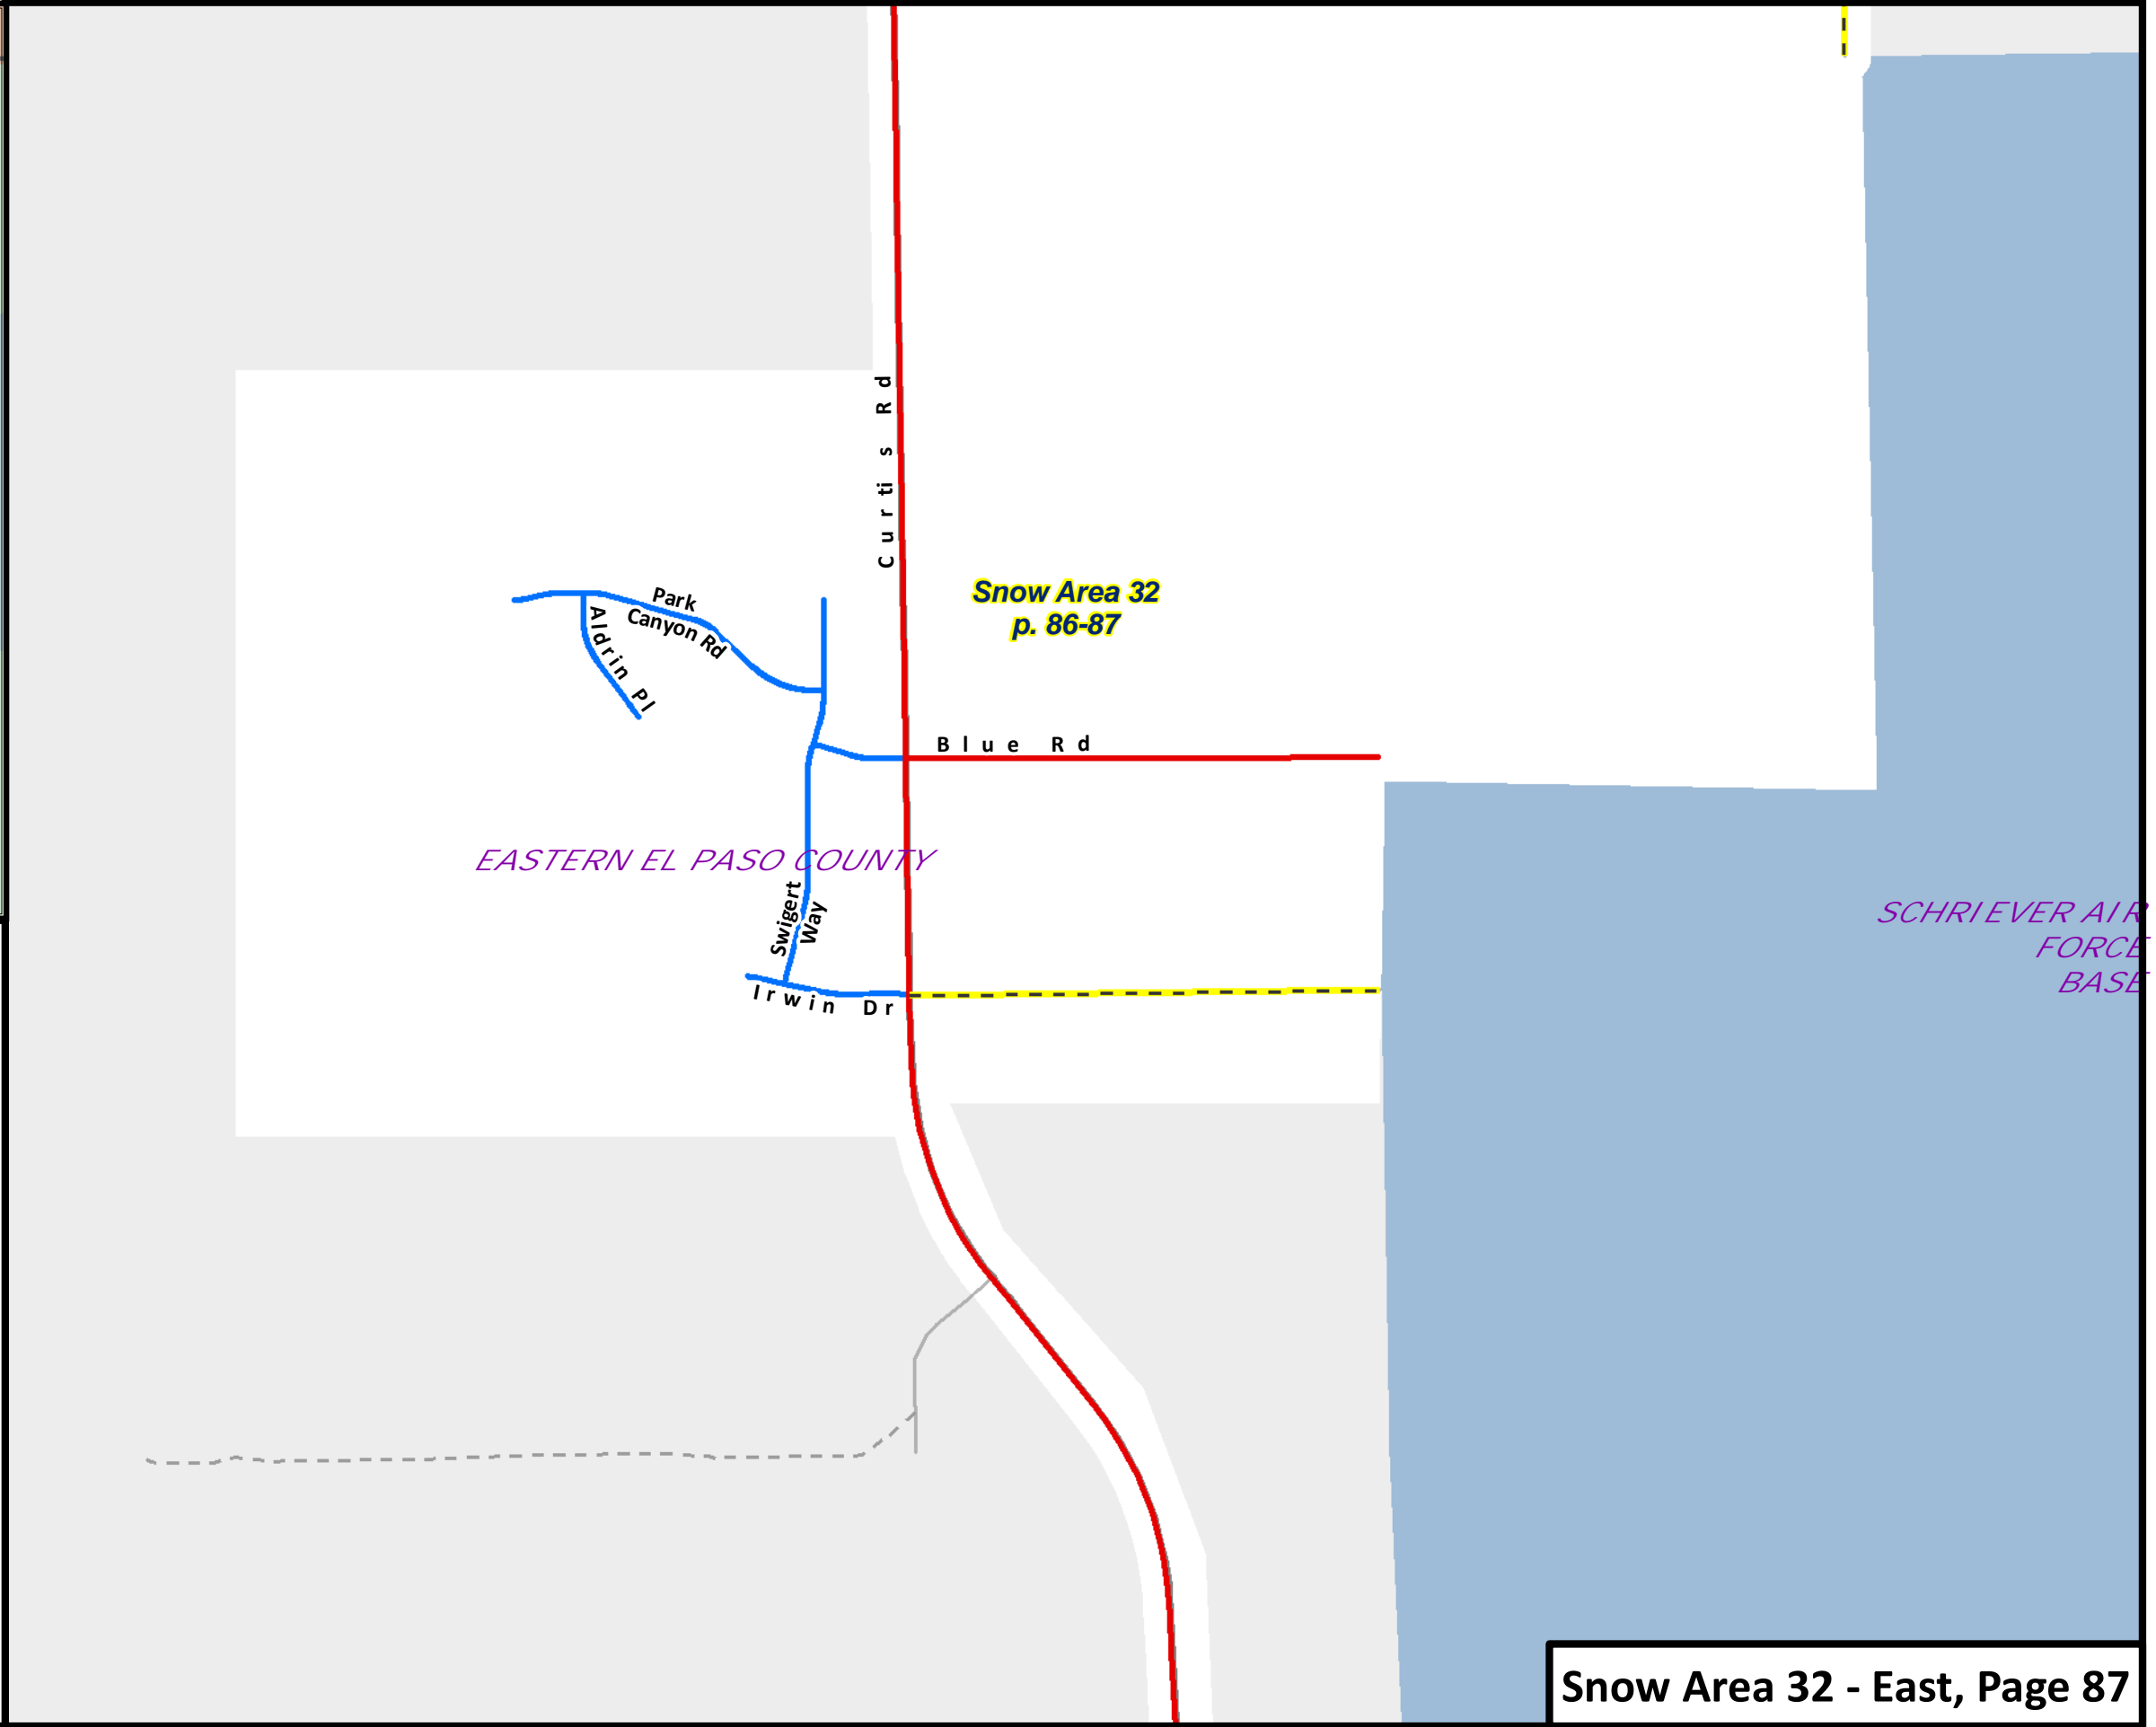 Curtis Rd
Snow Area 32
p. 86-87
Park
Canyon Rd
Aldrin Pl
Blue Rd
EASTERN EL PASO COUNTY
Swigert
Way
SCHRIEVER AIR
FORCE
BASE
Irwin Dr
Snow Area 32 - East, Page 87